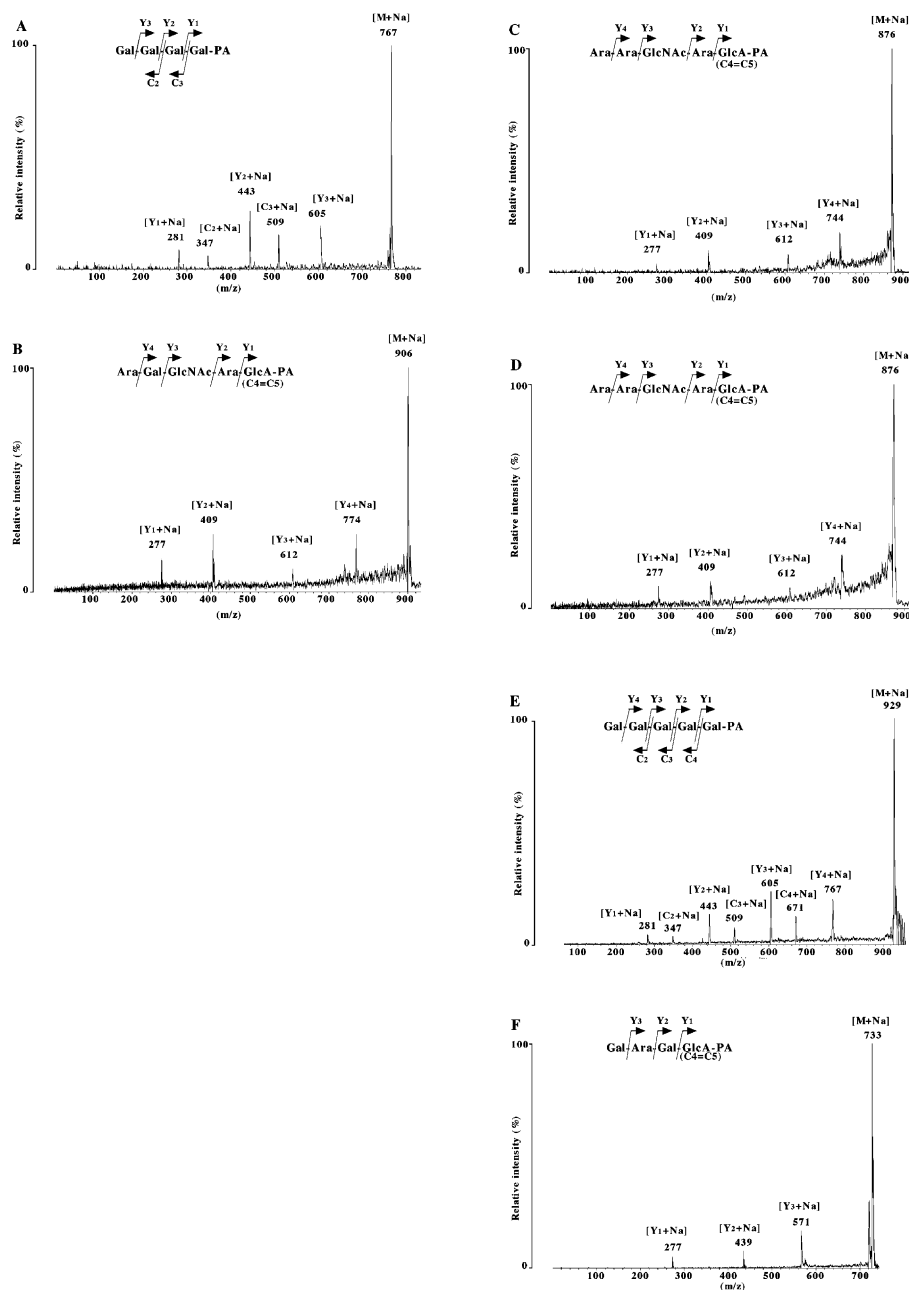 A
Y3 Y2 Y1
Gal-Gal-Gal-Gal-PA
C2 C3
[M+Na]
767
100
[Y2+Na]
443
[Y3+Na]
605
[C3+Na]
509
[Y1+Na]
281
[C2+Na]
347
Relative intensity (%)
0
100 200 300 400 500 600 700 800
(m/z)
B
Y4 Y3 Y2 Y1
Ara-Gal-GlcNAc-Ara-GlcA-PA
(C4=C5)
[M+Na]
906
100
[Y1+Na]
277
[Y2+Na]
409
[Y3+Na]
612
[Y4+Na]
774
Relative intensity (%)
0
100 200 300 400 500 600 700 800 900
(m/z)
C
Y4 Y3 Y2 Y1
Ara-Ara-GlcNAc-Ara-GlcA-PA
(C4=C5)
[M+Na]
876
100
[Y1+Na]
277
[Y2+Na]
409
[Y3+Na]
612
[Y4+Na]
744
Relative intensity (%)
0
100 200 300 400 500 600 700 800 900
(m/z)
D
Y4 Y3 Y2 Y1
Ara-Ara-GlcNAc-Ara-GlcA-PA
(C4=C5)
[M+Na]
876
100
[Y1+Na]
277
[Y2+Na]
409
[Y3+Na]
612
[Y4+Na]
744
Relative intensity (%)
0
100 200 300 400 500 600 700 800 900
(m/z)
E
Y4 Y3 Y2 Y1
Gal-Gal-Gal-Gal-Gal-PA
C2 C3 C4
[M+Na]
929
100
[Y1+Na]
281
[C2+Na]
347
[Y2+Na]
443
[C3+Na]
509
[Y3+Na]
605
[C4+Na]
671
[Y4+Na]
767
Relative intensity (%)
0
100 200 300 400 500 600 700 800 900
(m/z)
F
Y3 Y2 Y1
Gal-Ara-Gal-GlcA-PA
(C4=C5)
[M+Na]
733
100
[Y1+Na]
277
[Y2+Na]
439
[Y3+Na]
571
Relative intensity (%)
0
100 200 300 400 500 600 700
(m/z)